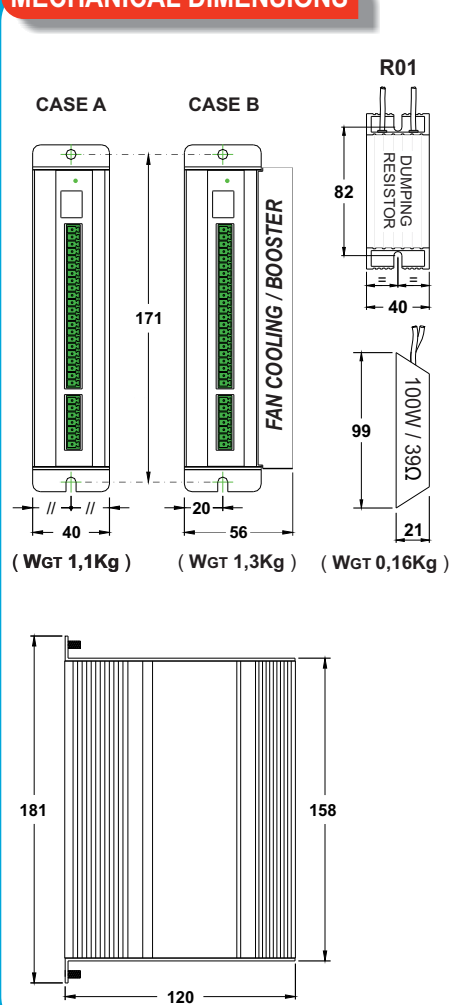 MECHANICAL DIMENSIONS
R01
CASE A
CASE B
DUMPING
RESISTOR
82
= =
40
171
FAN COOLING / BOOSTER
100W / 39Ω
99
21
// //
40
20
56
( WGT 1,1Kg )
( WGT 1,3Kg )
( WGT 0,16Kg )
181
158
120